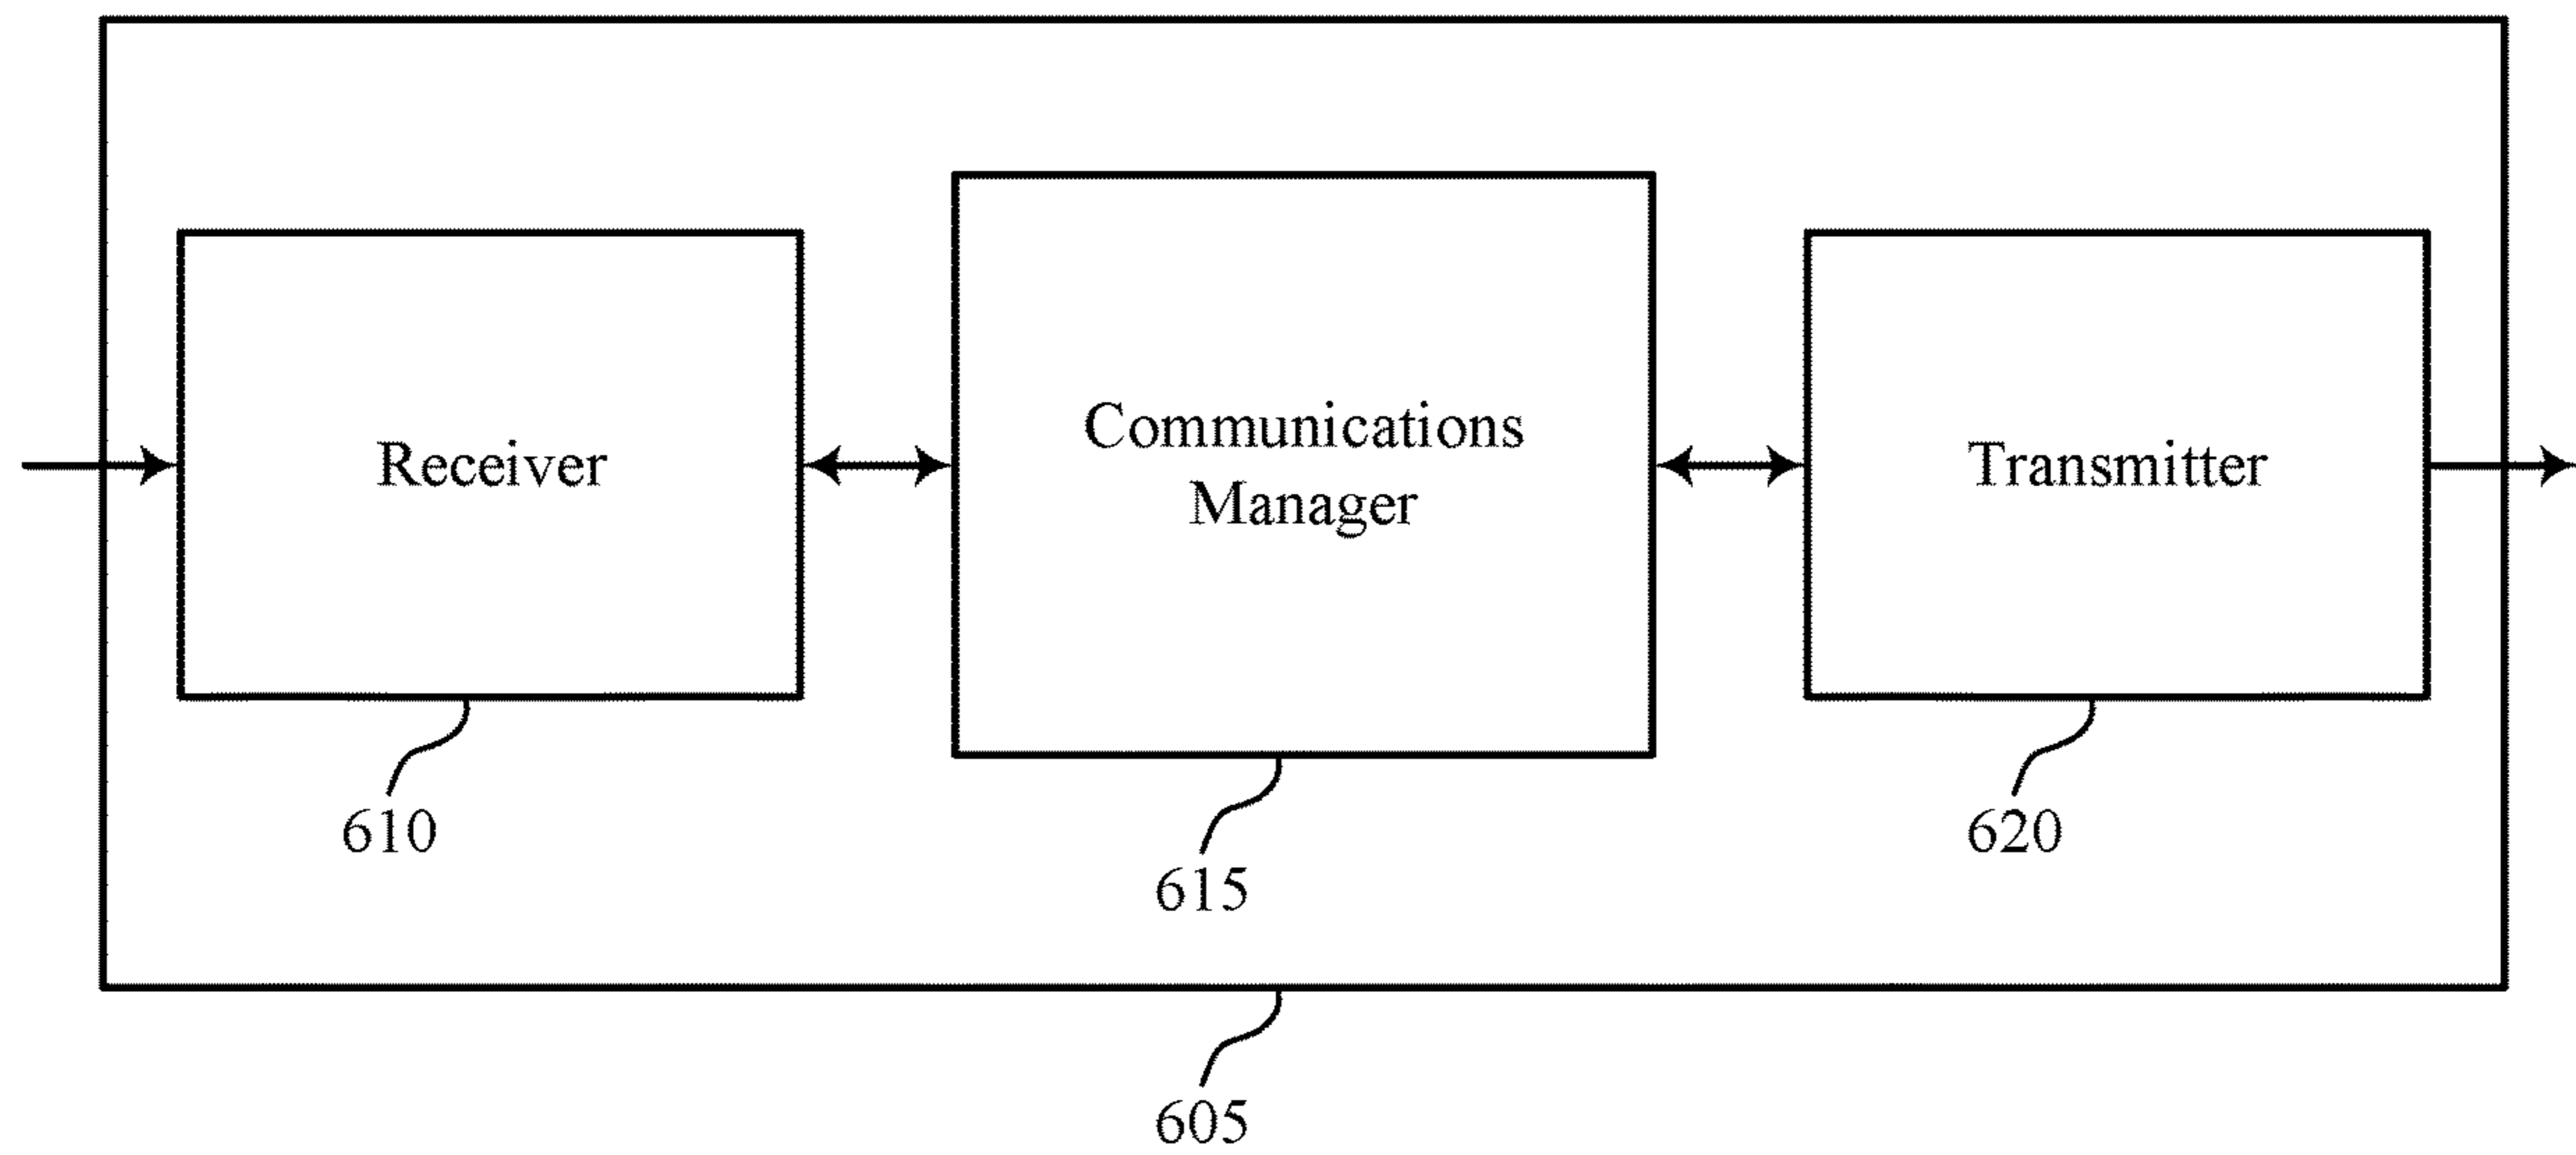 Receiver
Communications
Manager
Transmitter
610
615
620
605